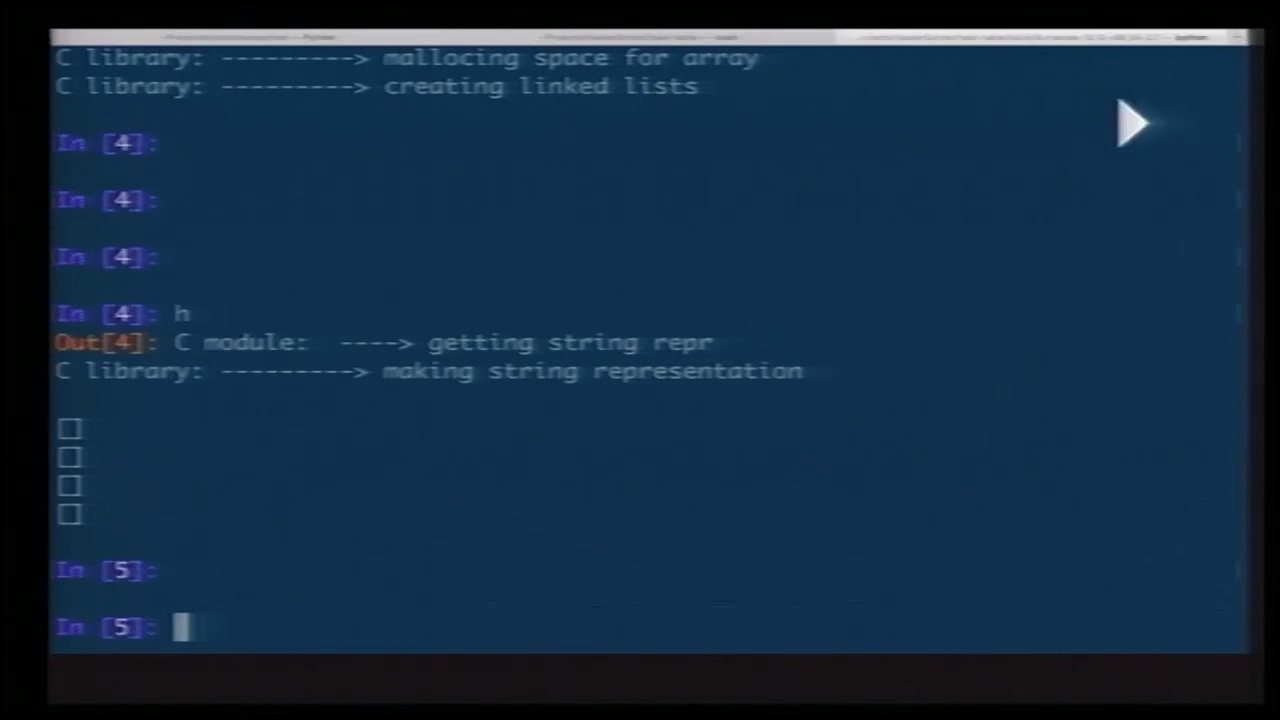 C library: ---------> mallocing space for array
C library: ---------> creating linked lists
In [4]:
In [4]:
In [4]:
In [4]: h
Out[4]: C module:  ----> getting string repr
C library: ---------> making string representation
[]
[]
[]
[]
In [5]:
In [5]: